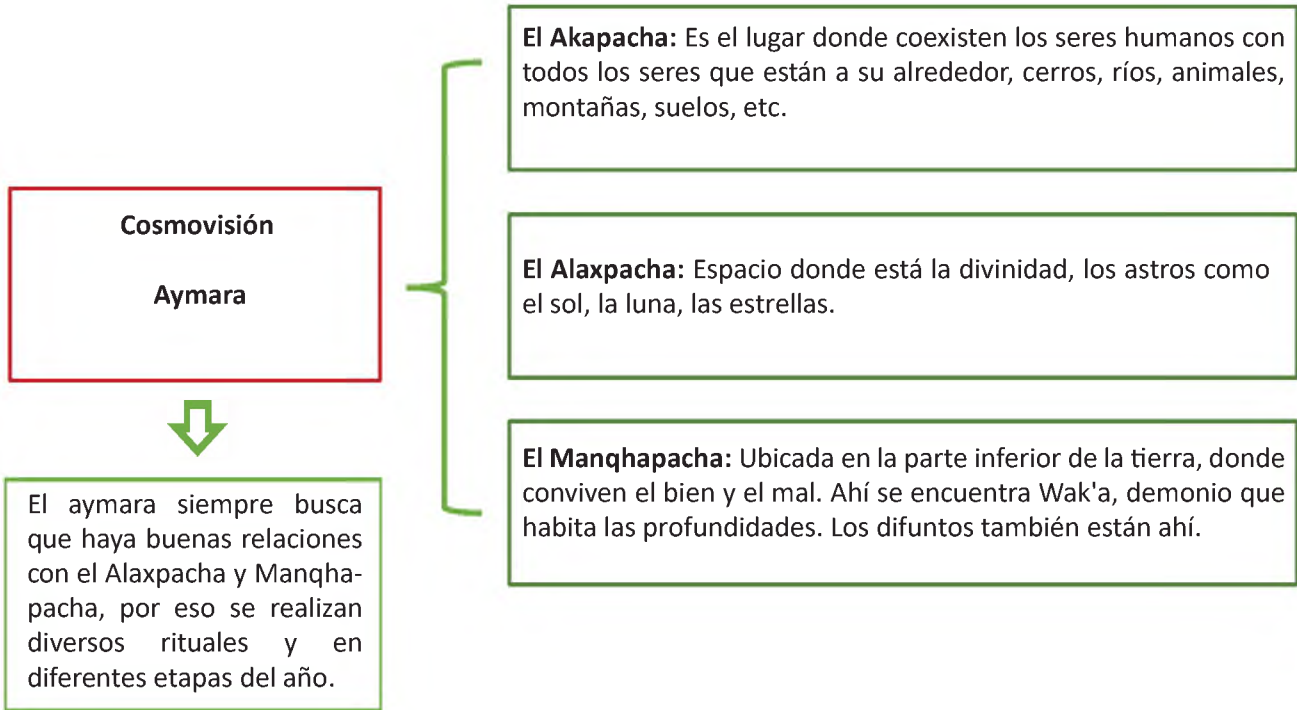 Cosmovisión
Aymara
El aymara siempre busca
que haya buenas relaciones
con el Alaxpacha y Manqha-
pacha, por eso se realizan
diversos rituales y en
diferentes etapas del año.
El Akapacha: Es el lugar donde coexisten los seres humanos con
todos los seres que están a su alrededor, cerros, ríos, animales,
montañas, suelos, etc.
El Alaxpacha: Espacio donde está la divinidad, los astros como
el sol, la luna, las estrellas.
El Manqhapacha: Ubicada en la parte inferior de la tierra, donde
conviven el bien y el mal. Ahí se encuentra Wak'a, demonio que
habita las profundidades. Los difuntos también están ahí.